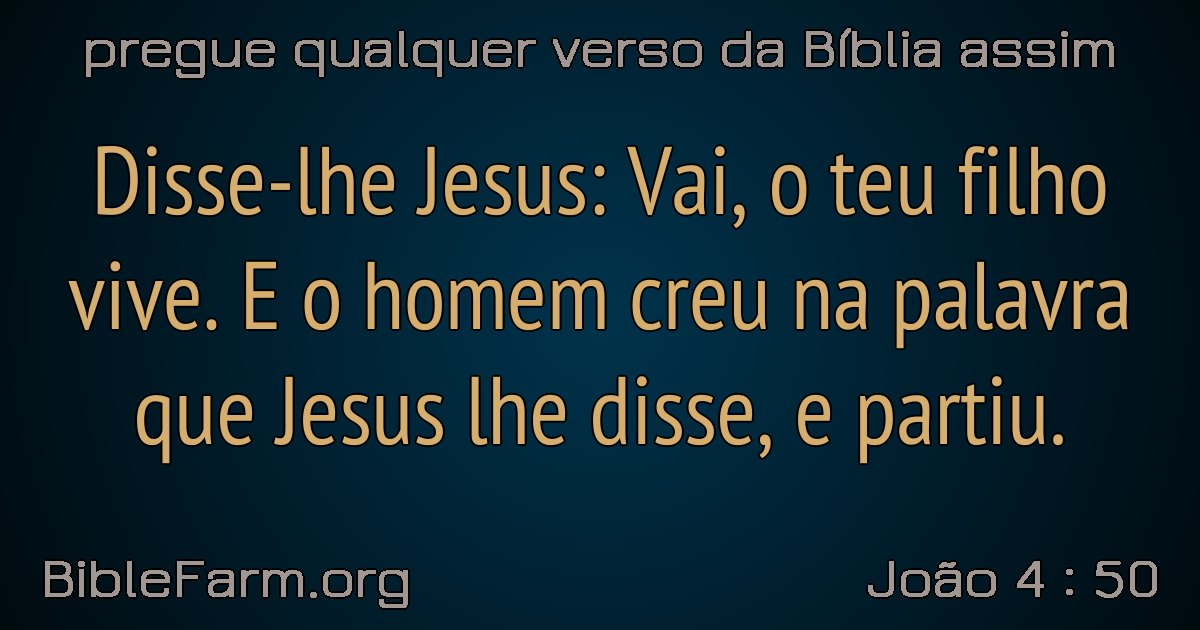 pregue qualquer verso da Bíblia assim
Disse-lhe Jesus: Vai, o teu filho
vive. E o homem creu na palavra
que Jesus lhe disse, e partiu.
BibleFarm.org
João 4 : 50